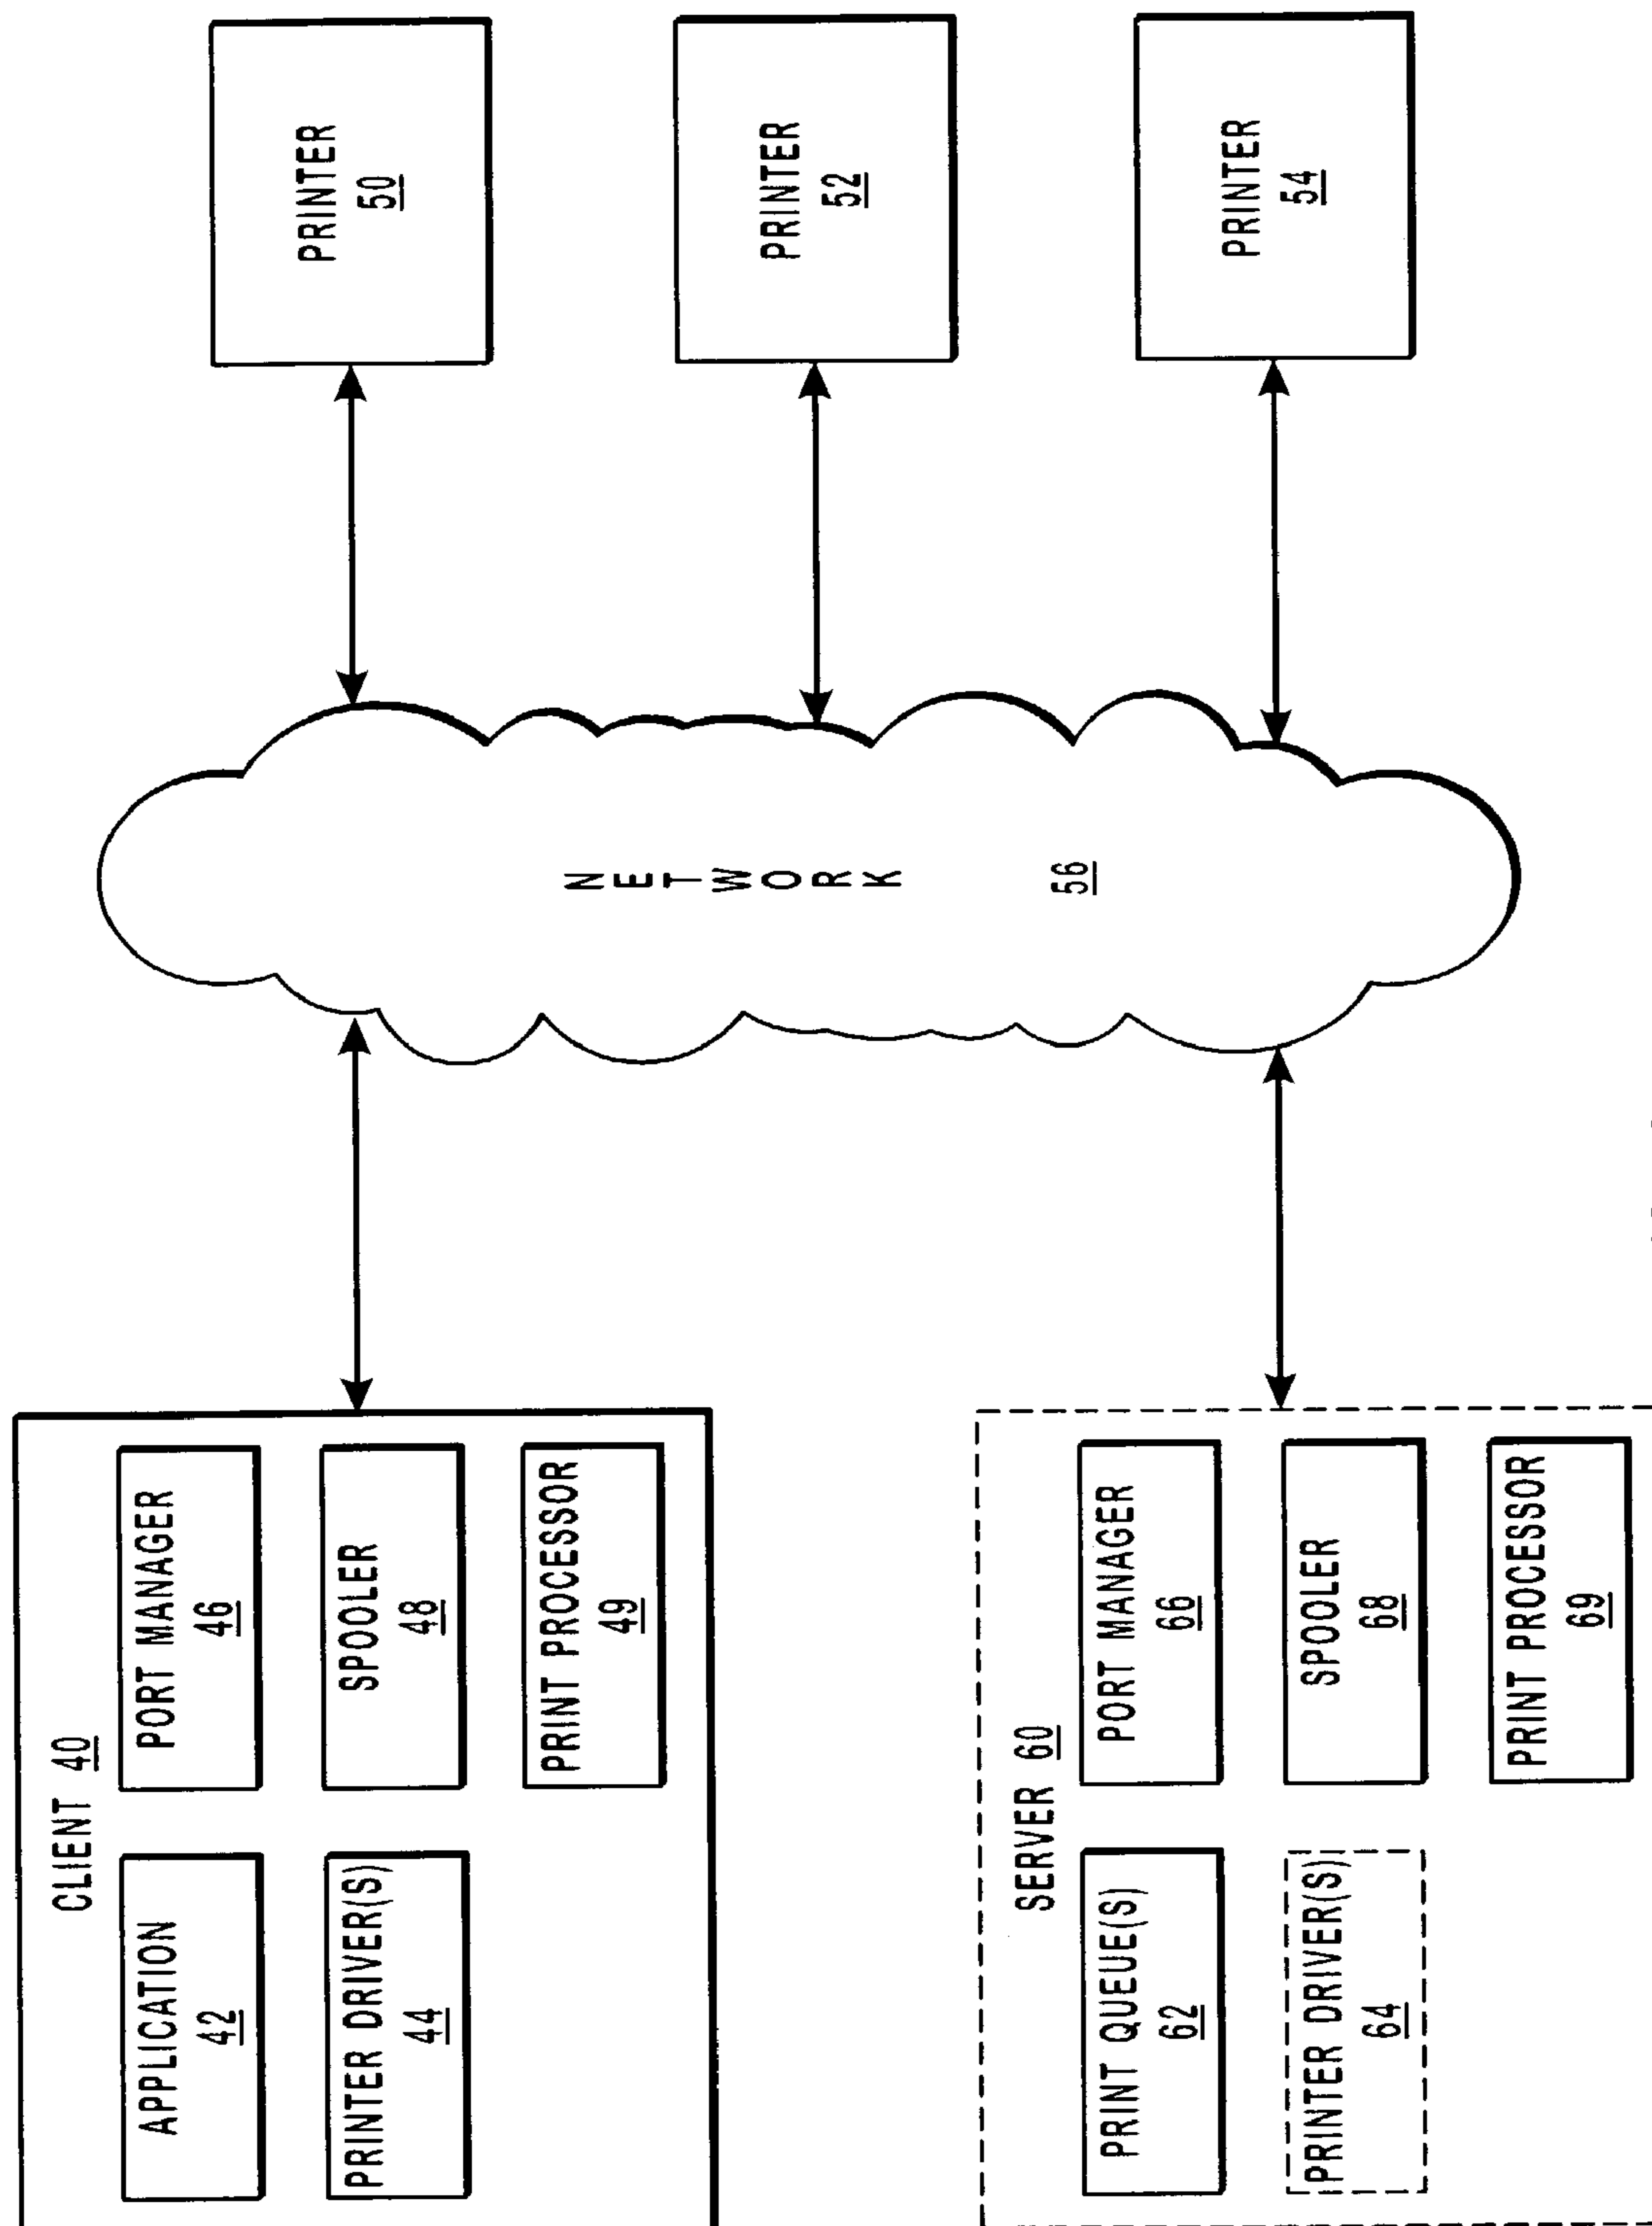 CLIENT 40
APPLICATION
42
PORT MANAGER
46
PRINTER DRIVER(S)
44
SPOOLER
48
PRINT PROCESSOR
49
SERVER 60
PRINT QUEUE(S)
62
PORT MANAGER
66
PRINTER DRIVER(S)
64
SPOOLER
68
PRINT PROCESSOR
69
NETWORK
56
PRINTER
50
PRINTER
52
PRINTER
54